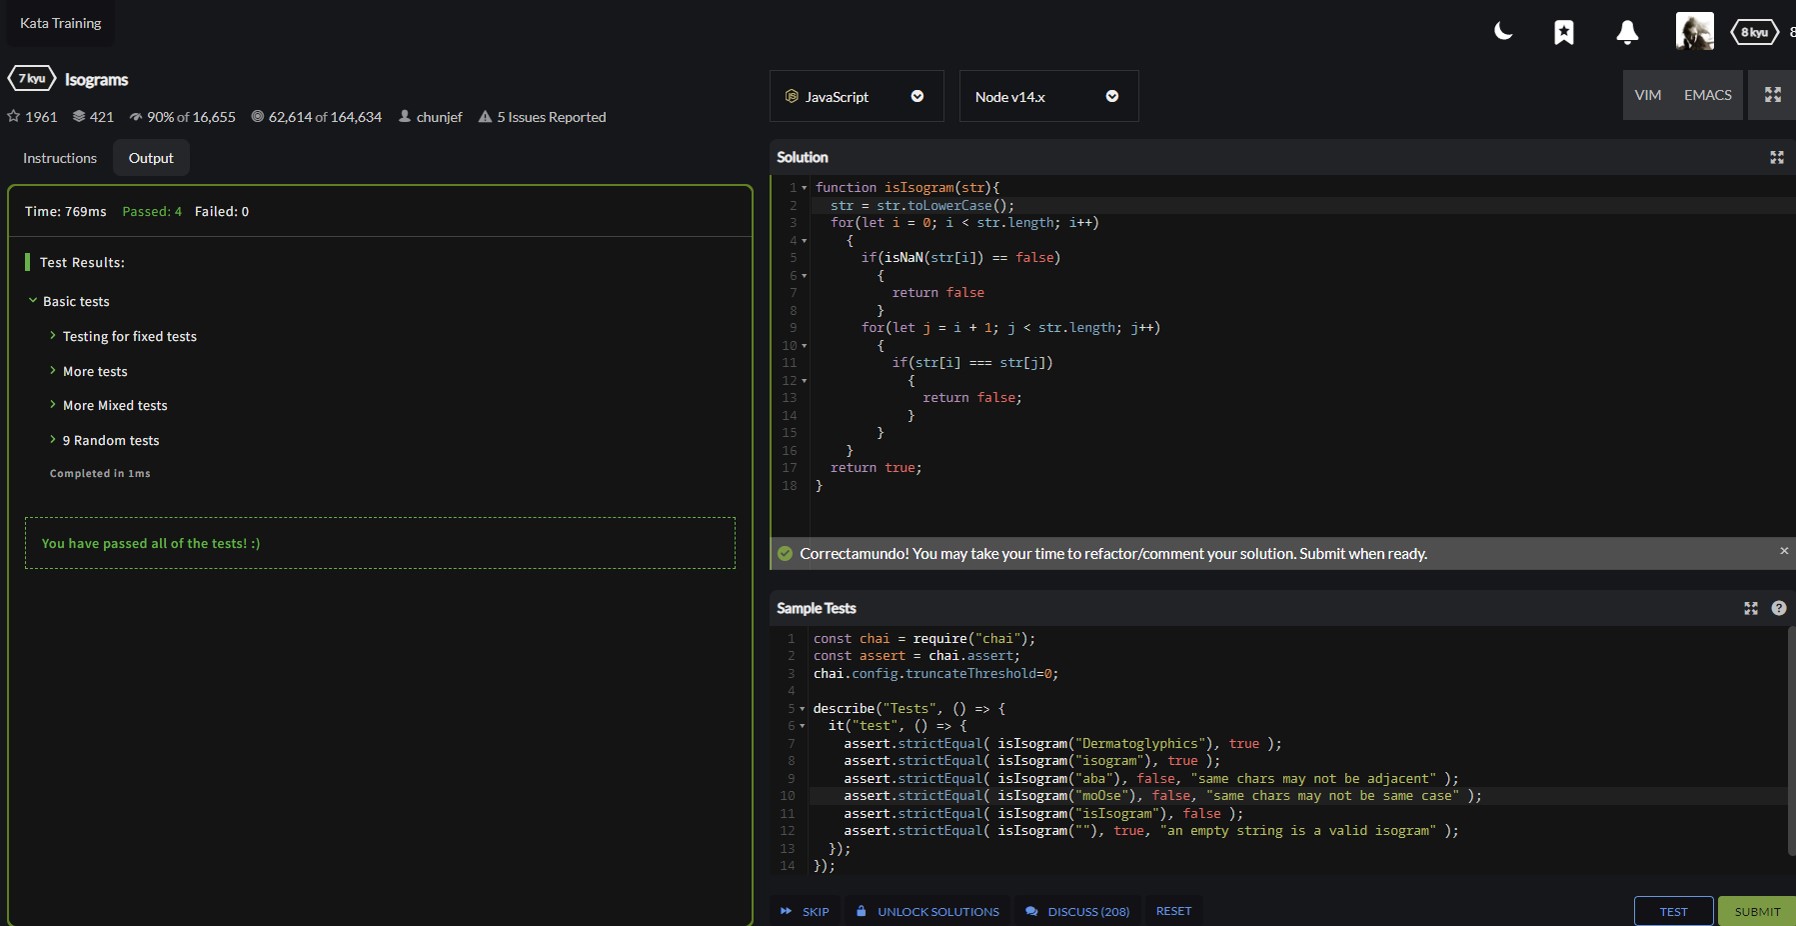 Kata Training
8 kyu
8
7 kyu Isograms
1961 421 90% of 16,655 62,614 of 164,634 chunjef 5 Issues Reported
Instructions Output
Time: 769ms Passed: 4 Failed: 0
Test Results:
Basic tests
Testing for fixed tests
More tests
More Mixed tests
9 Random tests
Completed in 1ms
You have passed all of the tests! :)
JavaScript Node v14.x VIM EMACS
Solution
1 function isIsogram(str){
2 str = str.toLowerCase();
3 for(let i = 0; i < str.length; i++)
4 {
5 if(isNaN(str[i]) == false)
6 {
7 return false
8 }
9 for(let j = i + 1; j < str.length; j++)
10 {
11 if(str[i] === str[j])
12 {
13 return false;
14 }
15 }
16 }
17 return true;
18 }
Correctamundo! You may take your time to refactor/comment your solution. Submit when ready. ×
Sample Tests ?
1 const chai = require("chai");
2 const assert = chai.assert;
3 chai.config.truncateThreshold=0;
4
5 describe("Tests", () => {
6 it("test", () => {
7 assert.strictEqual( isIsogram("Dermatoglyphics"), true );
8 assert.strictEqual( isIsogram("isogram"), true );
9 assert.strictEqual( isIsogram("aba"), false, "same chars may not be adjacent" );
10 assert.strictEqual( isIsogram("moOse"), false, "same chars may not be same case" );
11 assert.strictEqual( isIsogram("isIsogram"), false );
12 assert.strictEqual( isIsogram(""), true, "an empty string is a valid isogram" );
13 });
14 });
SKIP UNLOCK SOLUTIONS DISCUSS (208) RESET TEST SUBMIT